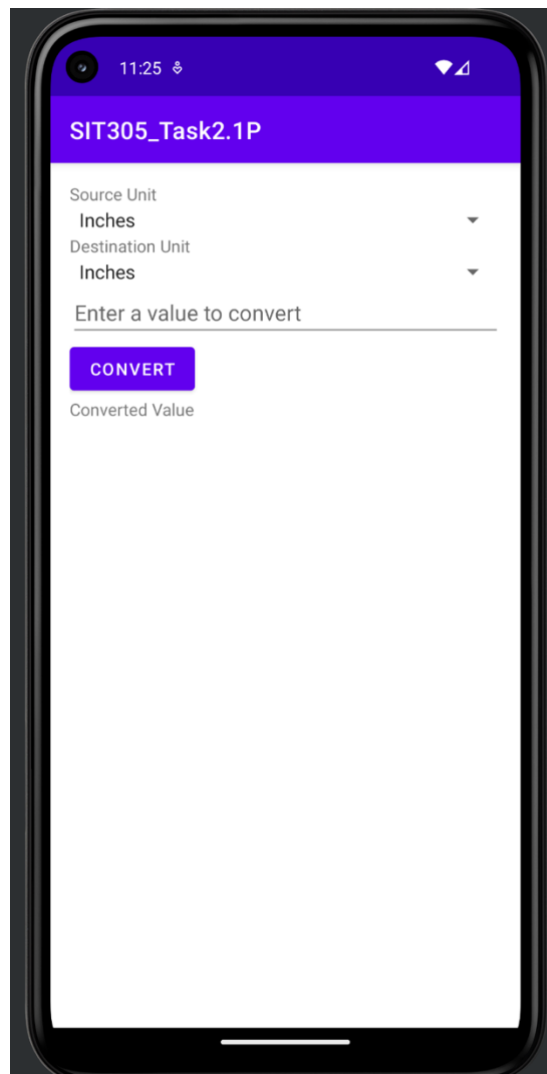 11:25
SIT305_Task2.1P
Source Unit
Inches
Destination Unit
Inches
Enter a value to convert
CONVERT
Converted Value